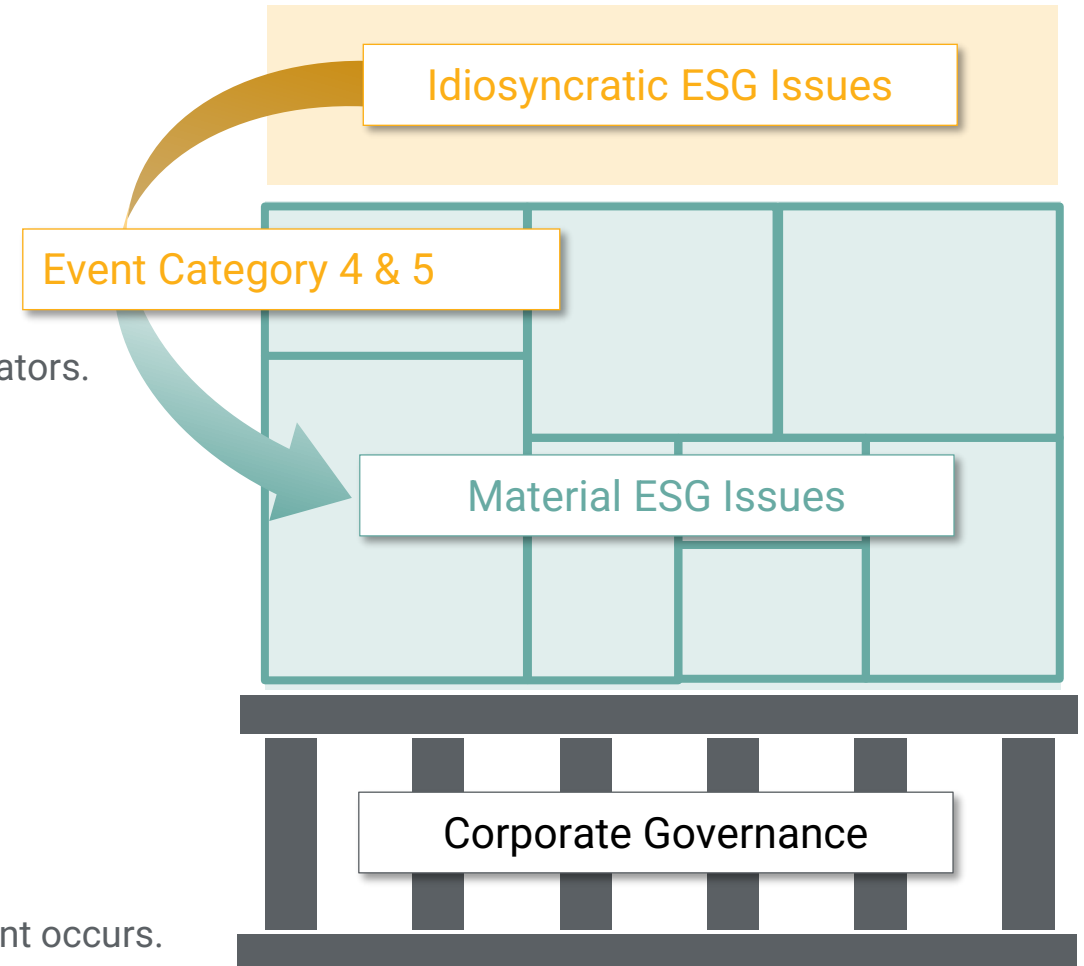 Idiosyncratic ESG Issues
Event Category 4 & 5
ators.
Material ESG Issues
Corporate Governance
nt occurs.